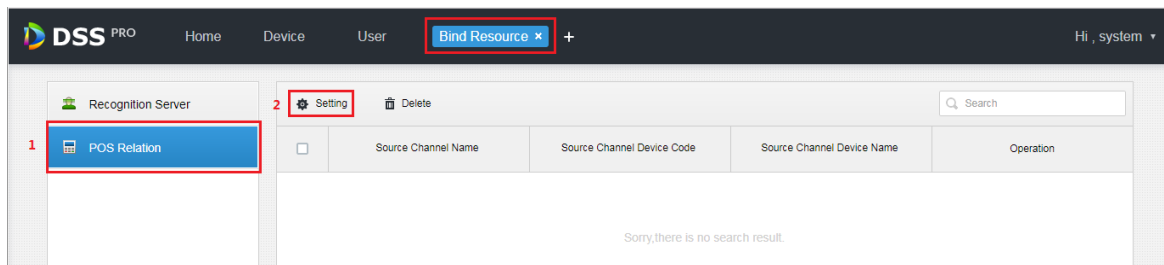 DSS PRO Home Device User Bind Resource × + Hi , system ▾
Recognition Server 2 Setting Delete Search
1 POS Relation Source Channel Name Source Channel Device Code Source Channel Device Name Operation
Sorry,there is no search result.